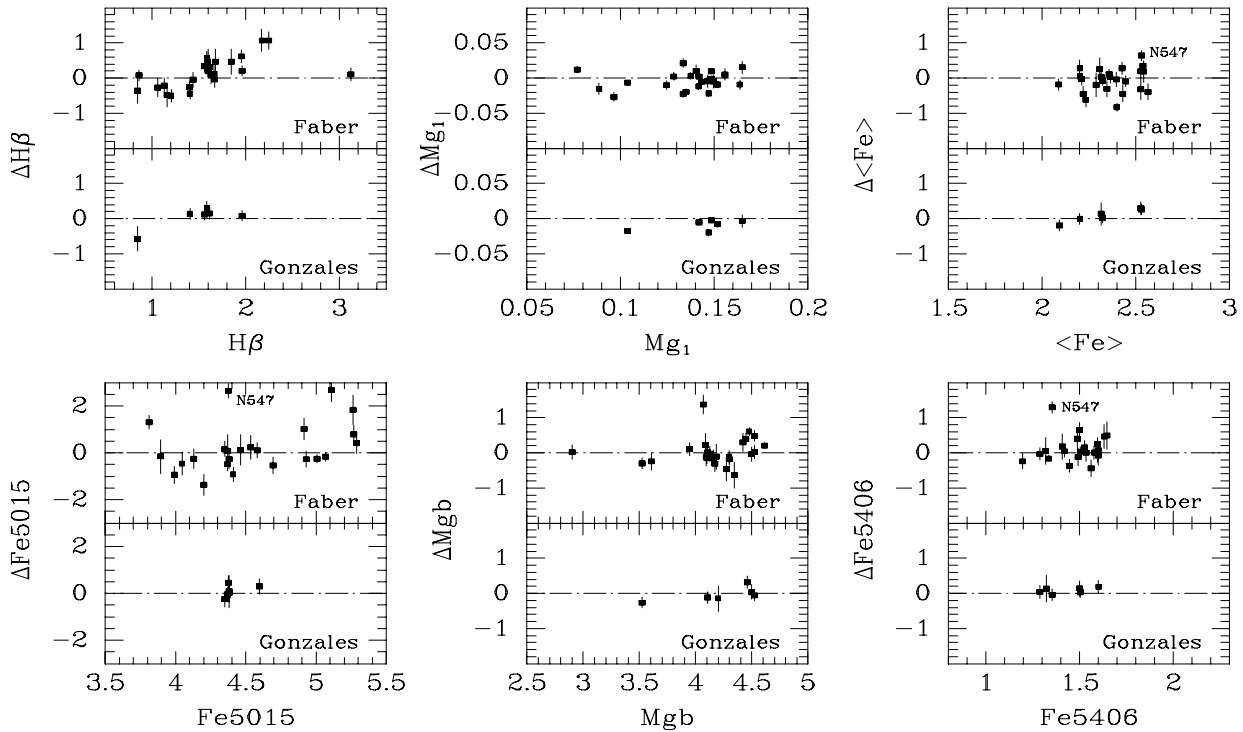 ΔHβ
1
0
−1
Faber
1
0
−1
Gonzales
1
2
3
Hβ
ΔMg₁
0.05
0
−0.05
Faber
0.05
0
−0.05
Gonzales
0.05
0.1
0.15
0.2
Mg₁
Δ<Fe>
1
0
−1
N547
Faber
1
0
−1
Gonzales
1.5
2
2.5
3
<Fe>
ΔFe5015
2
0
−2
N547
Faber
2
0
−2
Gonzales
3.5
4
4.5
5
5.5
Fe5015
ΔMgb
1
0
−1
Faber
1
0
−1
Gonzales
2.5
3
3.5
4
4.5
5
Mgb
ΔFe5406
1
0
−1
N547
Faber
1
0
−1
Gonzales
1
1.5
2
Fe5406